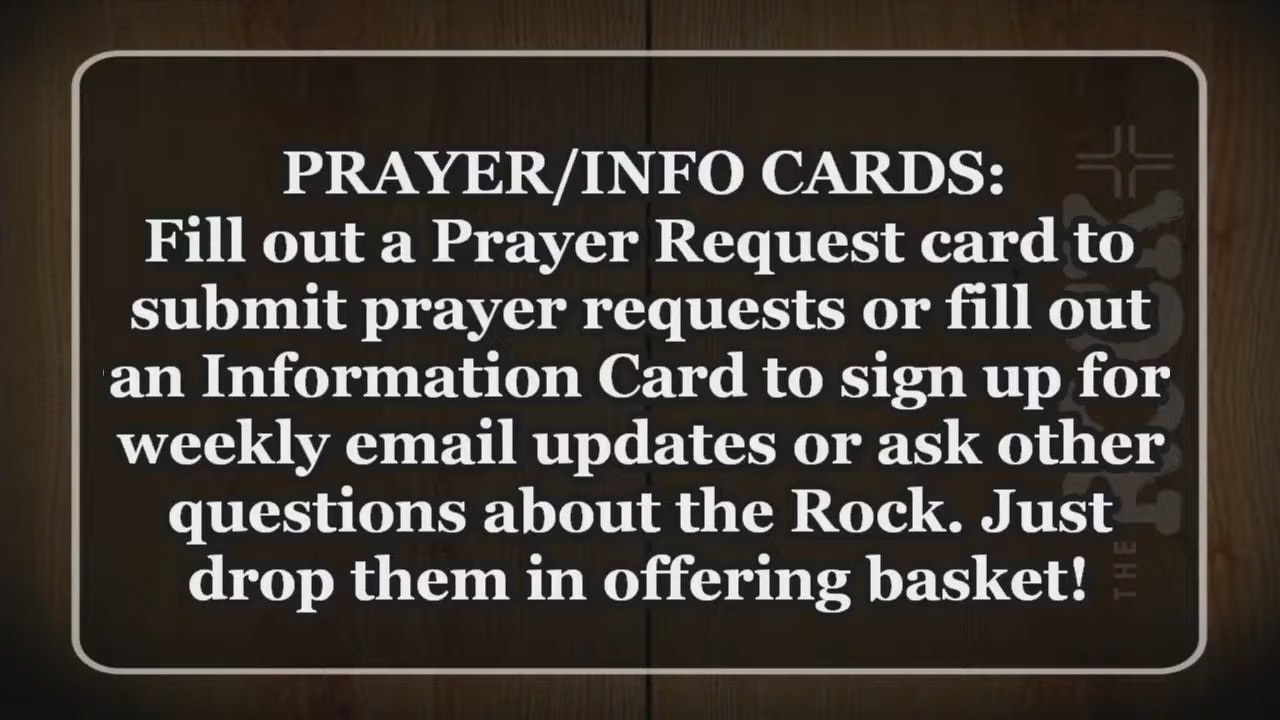 PRAYER/INFO CARDS:
Fill out a Prayer Request card to
submit prayer requests or fill out
an Information Card to sign up for
weekly email updates or ask other
questions about the Rock. Just
drop them in offering basket!
THE ROCK